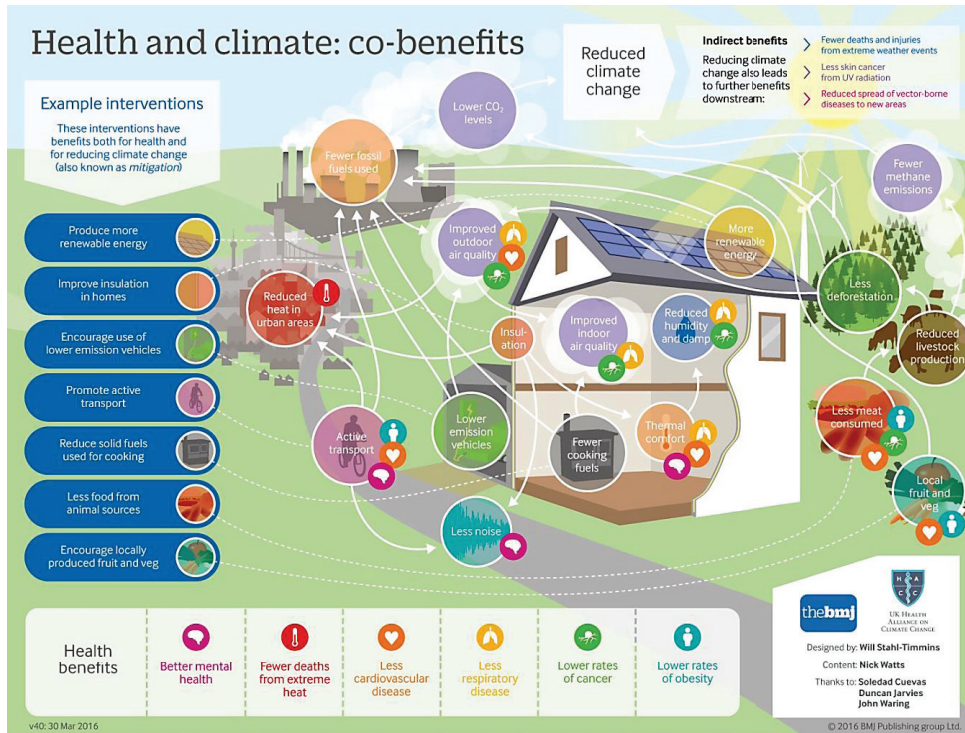 Health and climate: co-benefits
Example interventions
These interventions have
benefits both for health and
for reducing climate change
(also known as mitigation)
Produce more
renewable energy
Improve insulation
in homes
Encourage use of
lower emission vehicles
Promote active
transport
Reduce solid fuels
used for cooking
Less food from
animal sources
Encourage locally
produced fruit and veg
Reduced
climate
change
Indirect benefits
Reducing climate
change also leads
to further benefits
downstream:
Fewer deaths and injuries
from extreme weather events
Less skin cancer
from UV radiation
Reduced spread of vector-borne
diseases to new areas
Lower CO₂
levels
Fewer fossil
fuels used
Fewer
methane
emissions
Improved
outdoor
air quality
More
renewable
energy
Less
deforestation
Reduced
heat in
urban areas
Insul-
ation
Improved
indoor
air quality
Reduced
humidity
and damp
Reduced
livestock
production
Active
transport
Lower
emission
vehicles
Fewer
cooking
fuels
Thermal
comfort
Less meat
consumed
Local
fruit and
veg
Less noise
Health
benefits
Better mental
health
Fewer deaths
from extreme
heat
Less
cardiovascular
disease
Less
respiratory
disease
Lower rates
of cancer
Lower rates
of obesity
thebmj
H A
C C
UK Health
Alliance on
Climate Change
Designed by: Will Stahl-Timmins
Content: Nick Watts
Thanks to: Soledad Cuevas
Duncan Jarvies
John Waring
v40: 30 Mar 2016
© 2016 BMJ Publishing group Ltd.